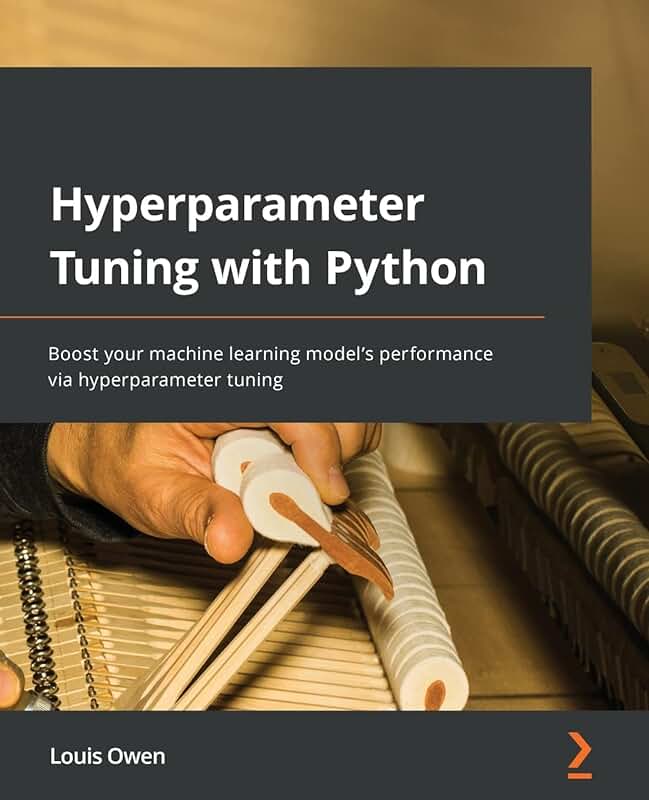 Hyperparameter
Tuning with Python
Boost your machine learning model’s performance
via hyperparameter tuning
Louis Owen